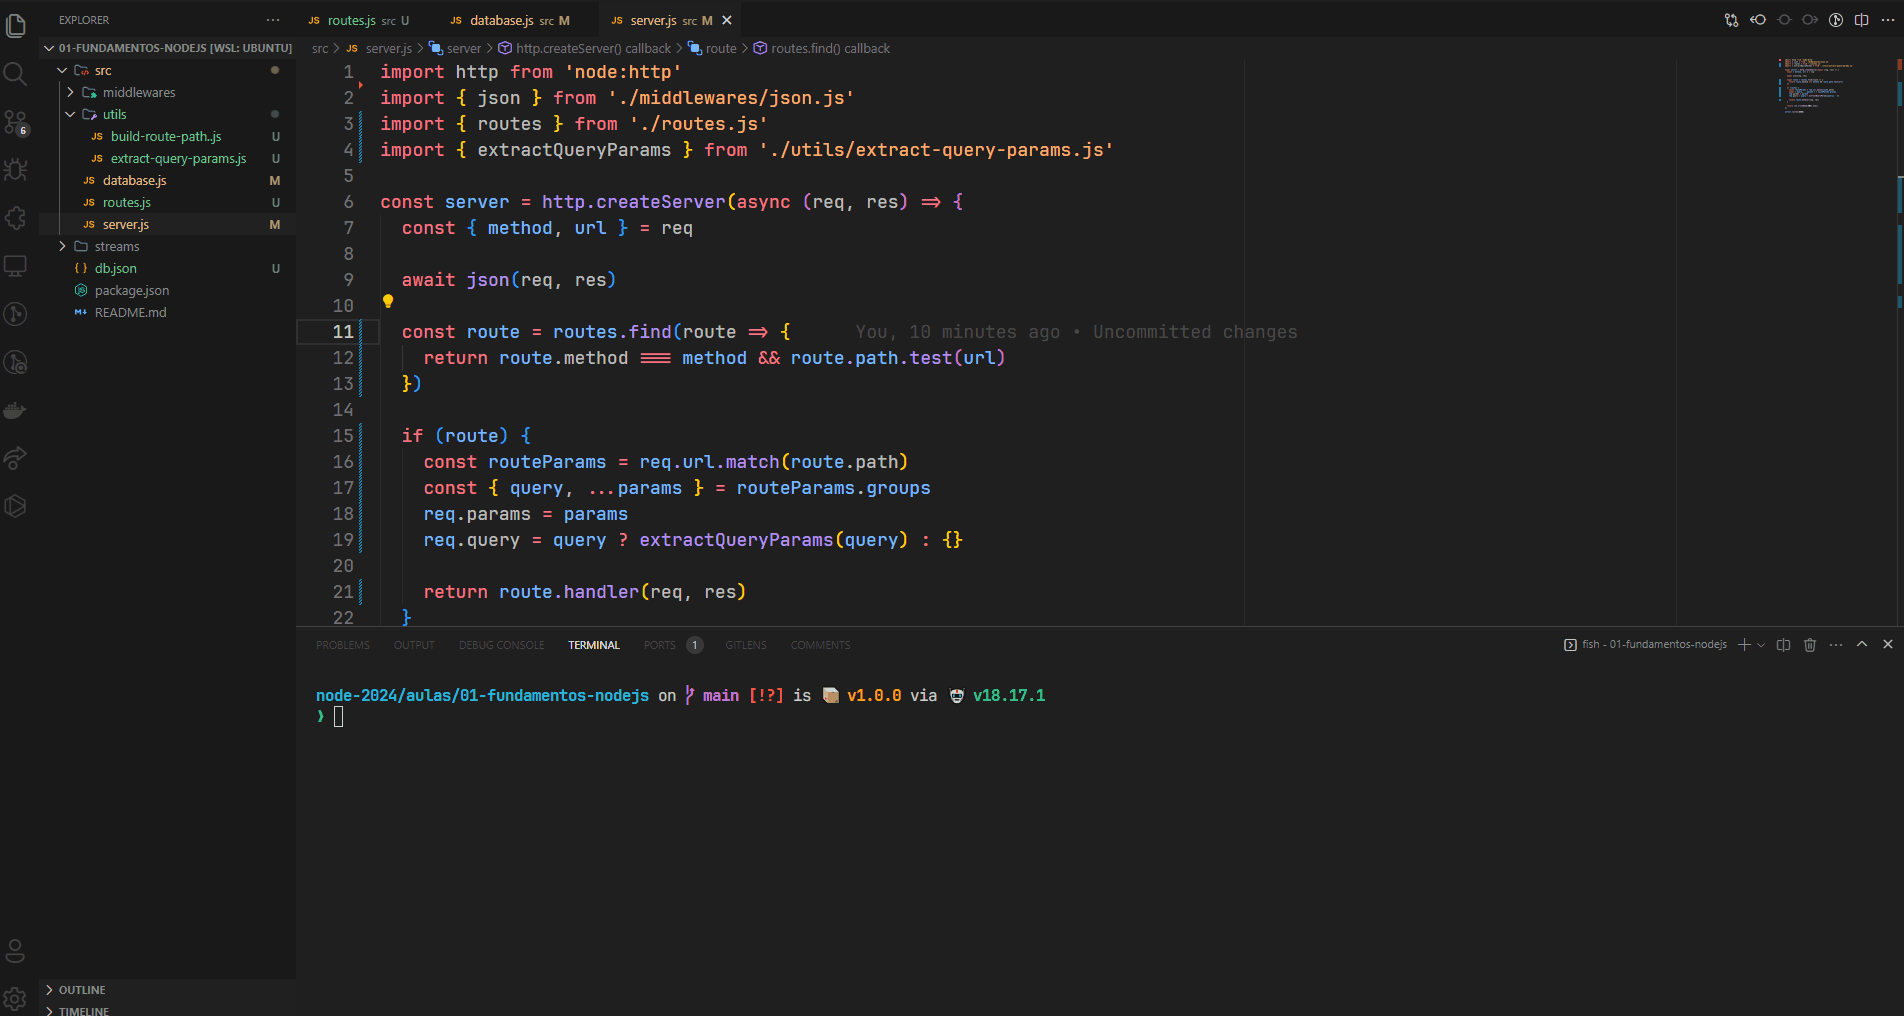 EXPLORER
routes.js src U
database.js src M
server.js src M
01-FUNDAMENTOS-NODEJS [WSL: UBUNTU]
src
middlewares
utils
JS build-route-path..js U
JS extract-query-params.js U
JS database.js M
JS routes.js U
JS server.js M
streams
{ } db.json U
package.json
README.md
6
OUTLINE
TIMELINE
src > JS server.js > server > http.createServer() callback > route > routes.find() callback
1 import http from 'node:http'
2 import { json } from './middlewares/json.js'
3 import { routes } from './routes.js'
4 import { extractQueryParams } from './utils/extract-query-params.js'
5
6 const server = http.createServer(async (req, res) => {
7 const { method, url } = req
8
9 await json(req, res)
10
11 const route = routes.find(route => { You, 10 minutes ago • Uncommitted changes
12 return route.method === method && route.path.test(url)
13 })
14
15 if (route) {
16 const routeParams = req.url.match(route.path)
17 const { query, ...params } = routeParams.groups
18 req.params = params
19 req.query = query ? extractQueryParams(query) : {}
20
21 return route.handler(req, res)
22 }
PROBLEMS OUTPUT DEBUG CONSOLE TERMINAL PORTS 1 GITLENS COMMENTS
fish - 01-fundamentos-nodejs
node-2024/aulas/01-fundamentos-nodejs on main [!?] is v1.0.0 via v18.17.1
❯